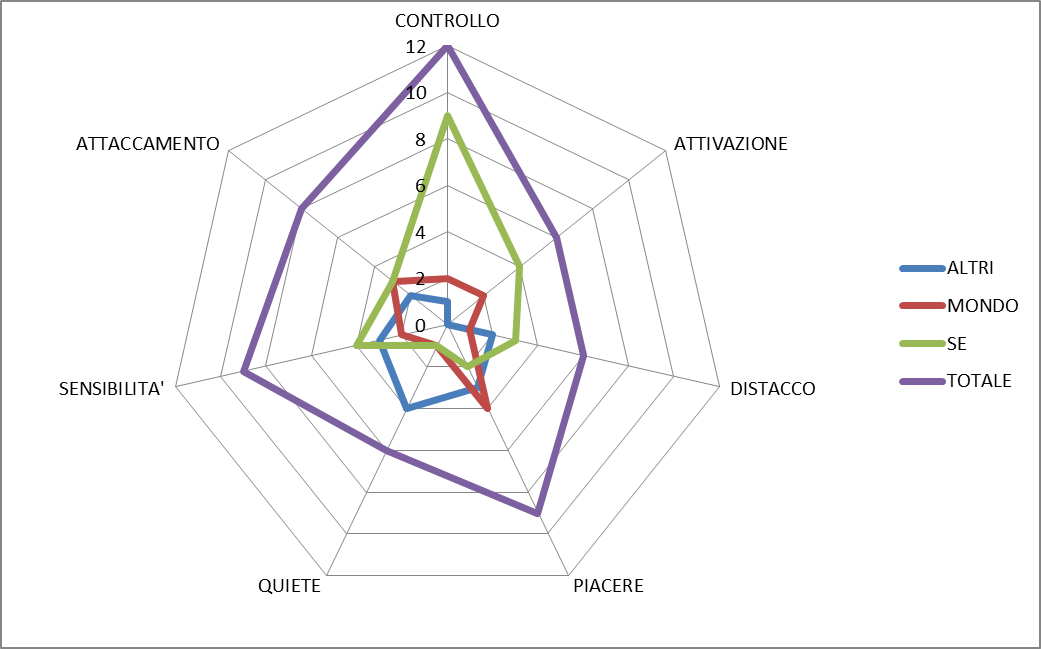 CONTROLLO
12
10
8
6
4
2
0
ATTACCAMENTO
ATTIVAZIONE
SENSIBILITA'
DISTACCO
QUIETE
PIACERE
ALTRI
MONDO
SE
TOTALE